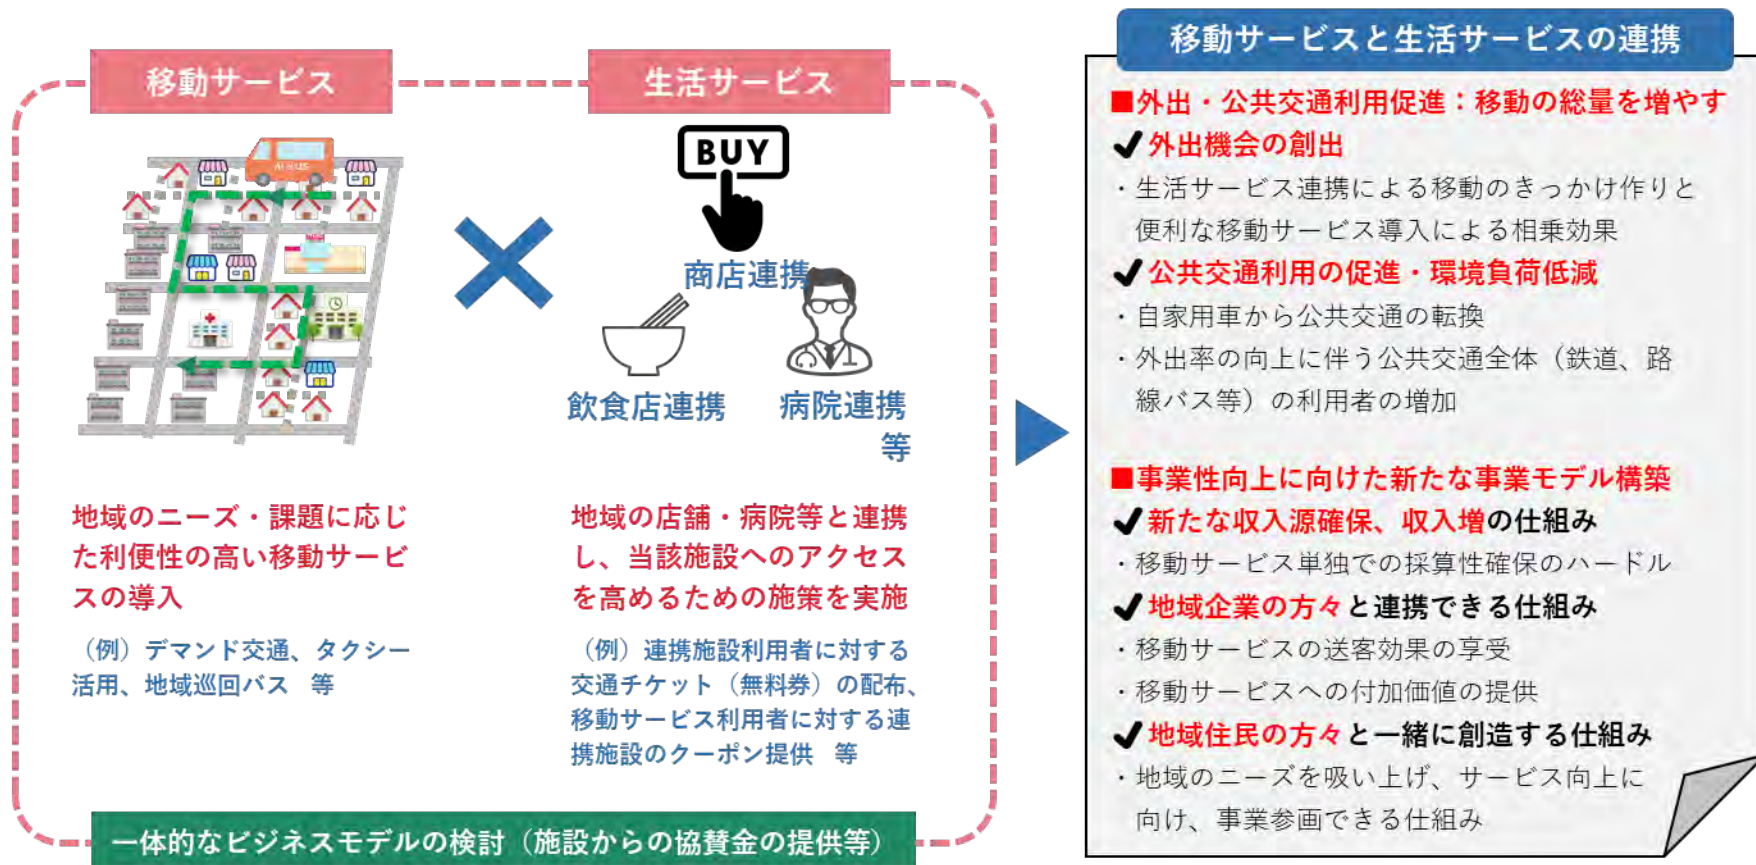 移動サービス
生活サービス
BUY
商店連携
飲食店連携
病院連携
等
地域のニーズ・課題に応じ
た利便性の高い移動サービ
スの導入
（例）デマンド交通、タクシー
活用、地域巡回バス　等
地域の店舗・病院等と連携
し、当該施設へのアクセス
を高めるための施策を実施
（例）連携施設利用者に対する
交通チケット（無料券）の配布、
移動サービス利用者に対する連
携施設のクーポン提供　等
一体的なビジネスモデルの検討（施設からの協賛金の提供等）
移動サービスと生活サービスの連携
■外出・公共交通利用促進：移動の総量を増やす
✓外出機会の創出
・生活サービス連携による移動のきっかけ作りと
便利な移動サービス導入による相乗効果
✓公共交通利用の促進・環境負荷低減
・自家用車から公共交通の転換
・外出率の向上に伴う公共交通全体（鉄道、路
線バス等）の利用者の増加
■事業性向上に向けた新たな事業モデル構築
✓新たな収入源確保、収入増の仕組み
・移動サービス単独での採算性確保のハードル
✓地域企業の方々と連携できる仕組み
・移動サービスの送客効果の享受
・移動サービスへの付加価値の提供
✓地域住民の方々と一緒に創造する仕組み
・地域のニーズを吸い上げ、サービス向上に
向け、事業参画できる仕組み